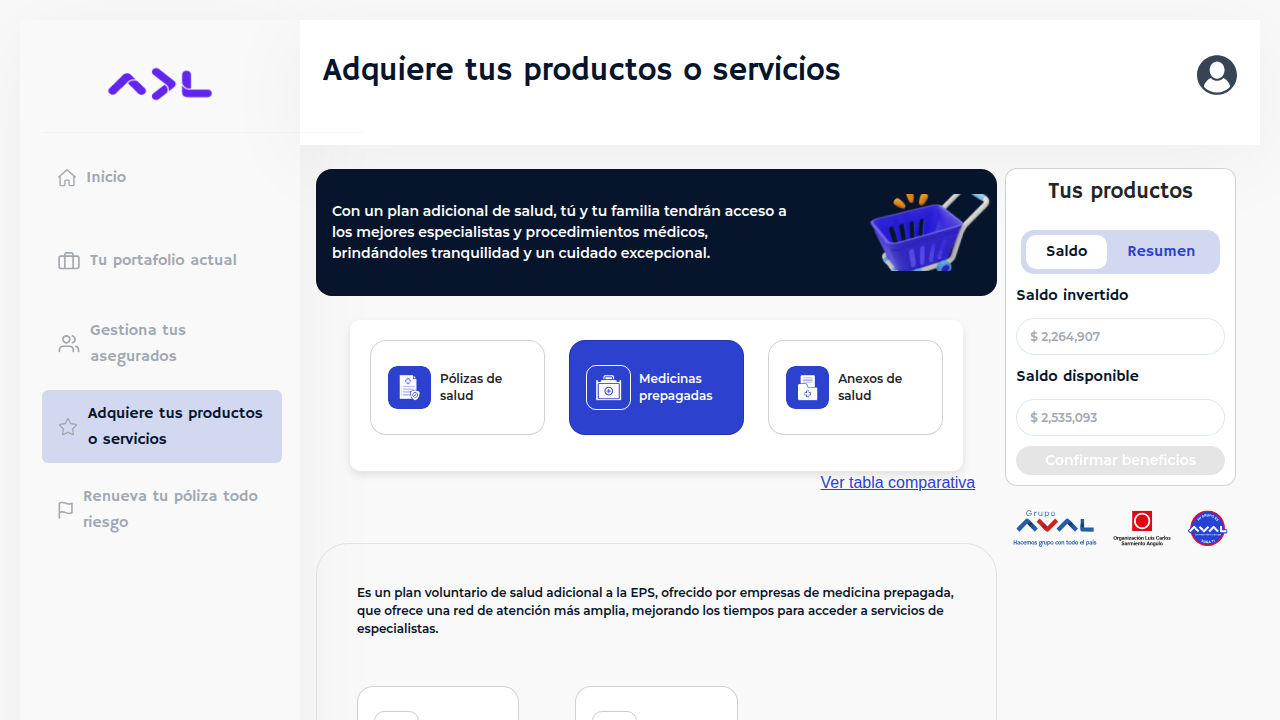 Adquiere tus productos o servicios
Inicio
Tu portafolio actual
Gestiona tus
asegurados
Adquiere tus productos
o servicios
Renueva tu póliza todo
riesgo
Con un plan adicional de salud, tú y tu familia tendrán acceso a
los mejores especialistas y procedimientos médicos,
brindándoles tranquilidad y un cuidado excepcional.
Pólizas de
salud
Medicinas
prepagadas
Anexos de
salud
Ver tabla comparativa
Es un plan voluntario de salud adicional a la EPS, ofrecido por empresas de medicina prepagada,
que ofrece una red de atención más amplia, mejorando los tiempos para acceder a servicios de
especialistas.
Tus productos
Saldo
Resumen
Saldo invertido
$ 2,264,907
Saldo disponible
$ 2,535,093
Confirmar beneficios
Grupo
AVAL
Hacemos grupo con todo el país
Organización Luis Carlos
Sarmiento Angulo
AVAL